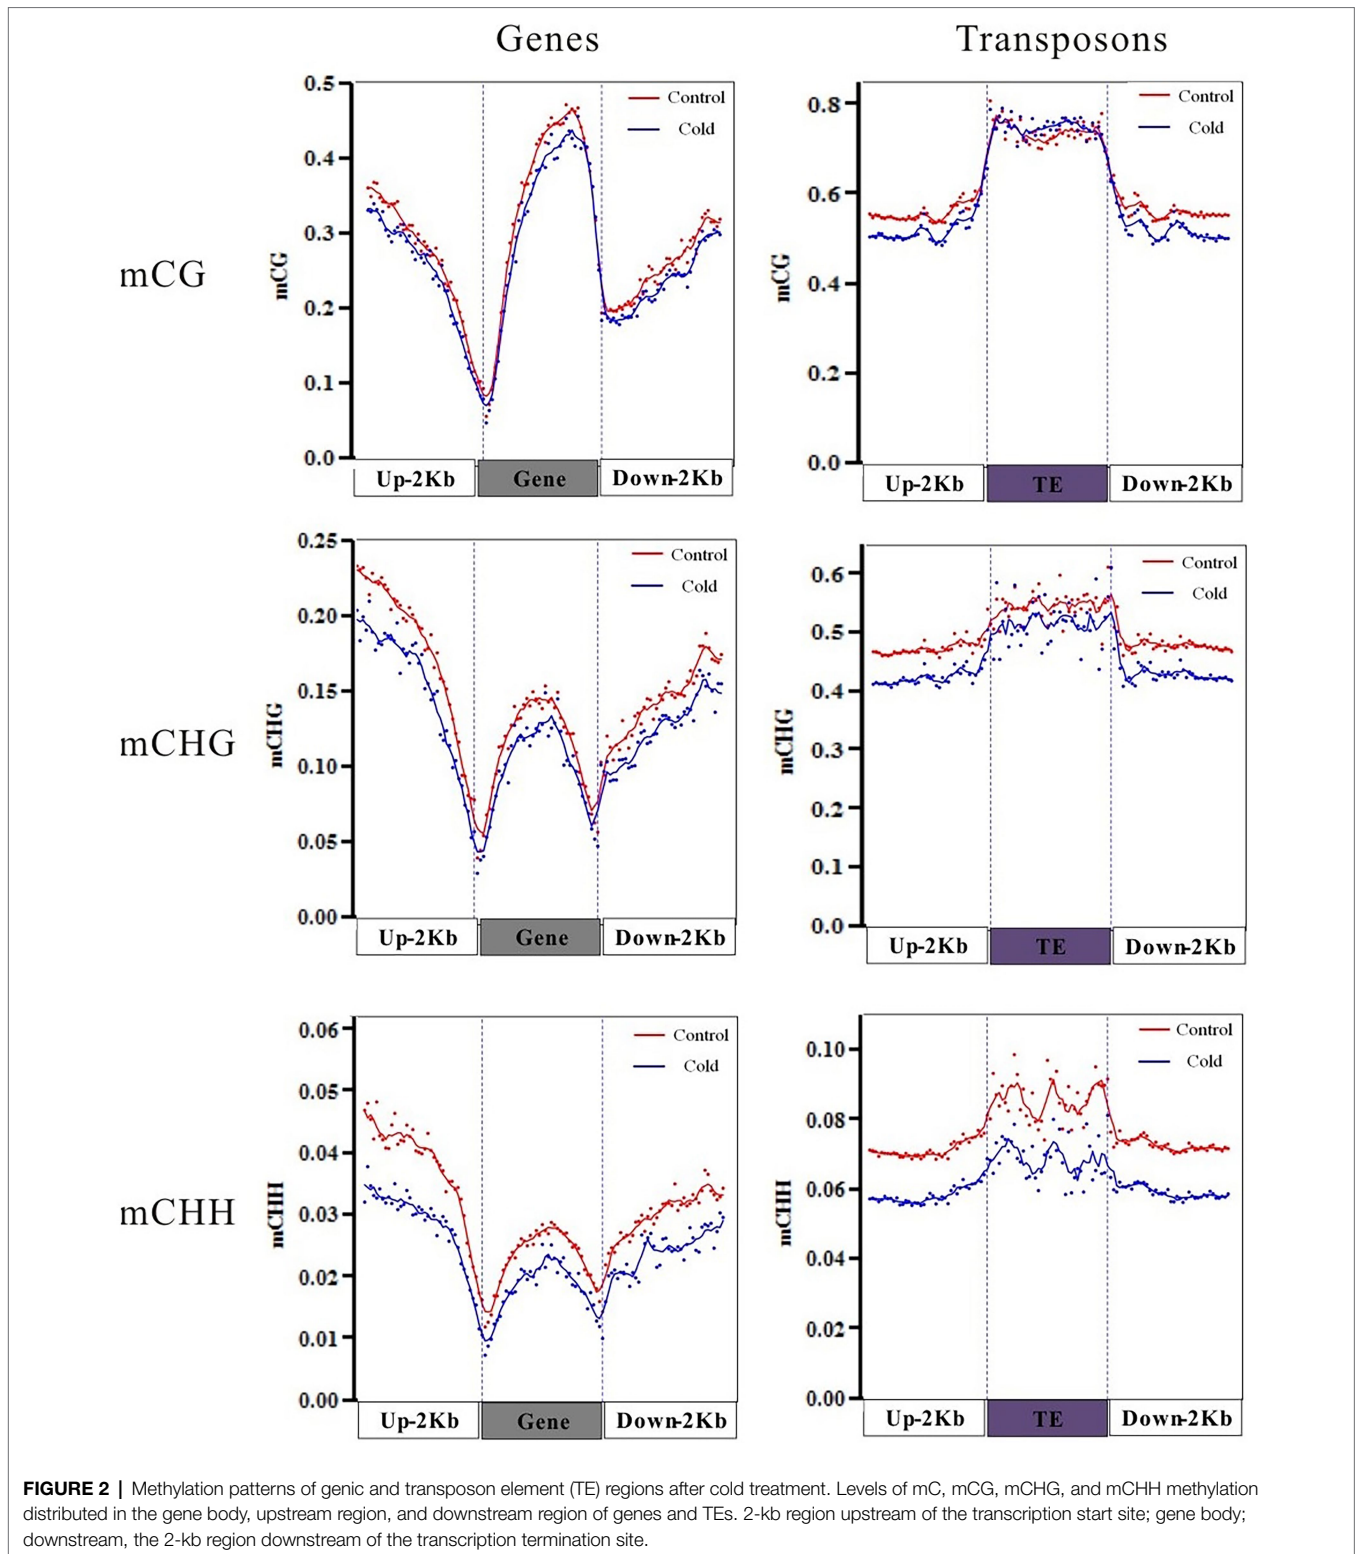 Genes
Transposons
mCG
mCG
0.5
0.4
0.3
0.2
0.1
0.0
Control
Cold
Up-2Kb
Gene
Down-2Kb
mCG
0.8
0.6
0.4
0.2
0.0
Control
Cold
Up-2Kb
TE
Down-2Kb
mCHG
mCHG
0.25
0.20
0.15
0.10
0.05
0.00
Control
Cold
Up-2Kb
Gene
Down-2Kb
mCHG
0.6
0.5
0.4
0.3
0.2
0.1
0.0
Control
Cold
Up-2Kb
TE
Down-2Kb
mCHH
mCHH
0.06
0.05
0.04
0.03
0.02
0.01
0.00
Control
Cold
Up-2Kb
Gene
Down-2Kb
mCHH
0.10
0.08
0.06
0.04
0.02
0.00
Control
Cold
Up-2Kb
TE
Down-2Kb
FIGURE 2 | Methylation patterns of genic and transposon element (TE) regions after cold treatment. Levels of mC, mCG, mCHG, and mCHH methylation
distributed in the gene body, upstream region, and downstream region of genes and TEs. 2-kb region upstream of the transcription start site; gene body;
downstream, the 2-kb region downstream of the transcription termination site.